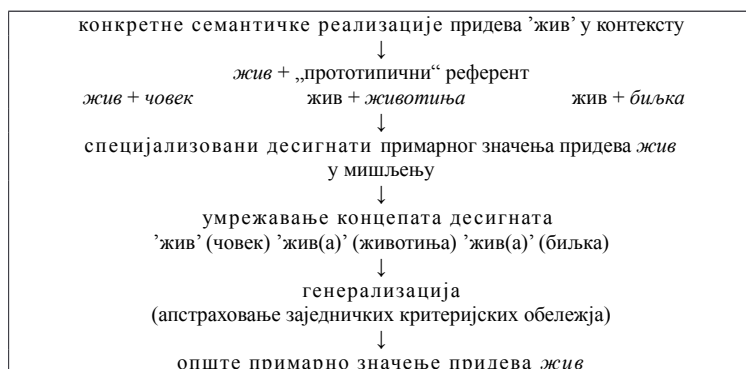 конкретне семантичке реализације придева ’жив’ у контексту
↓
жив + „прототипични“ референт
жив + човек жив + животиња жив + биљка
↓
специјализовани десигнати примарног значења придева жив
у мишљењу
↓
умрежавање концепата десигната
’жив’ (човек) ’жив(а)’ (животиња) ’жив(а)’ (биљка)
↓
генерализација
(апстраховање заједничких критеријских обележја)
↓
опште примарно значење придева жив